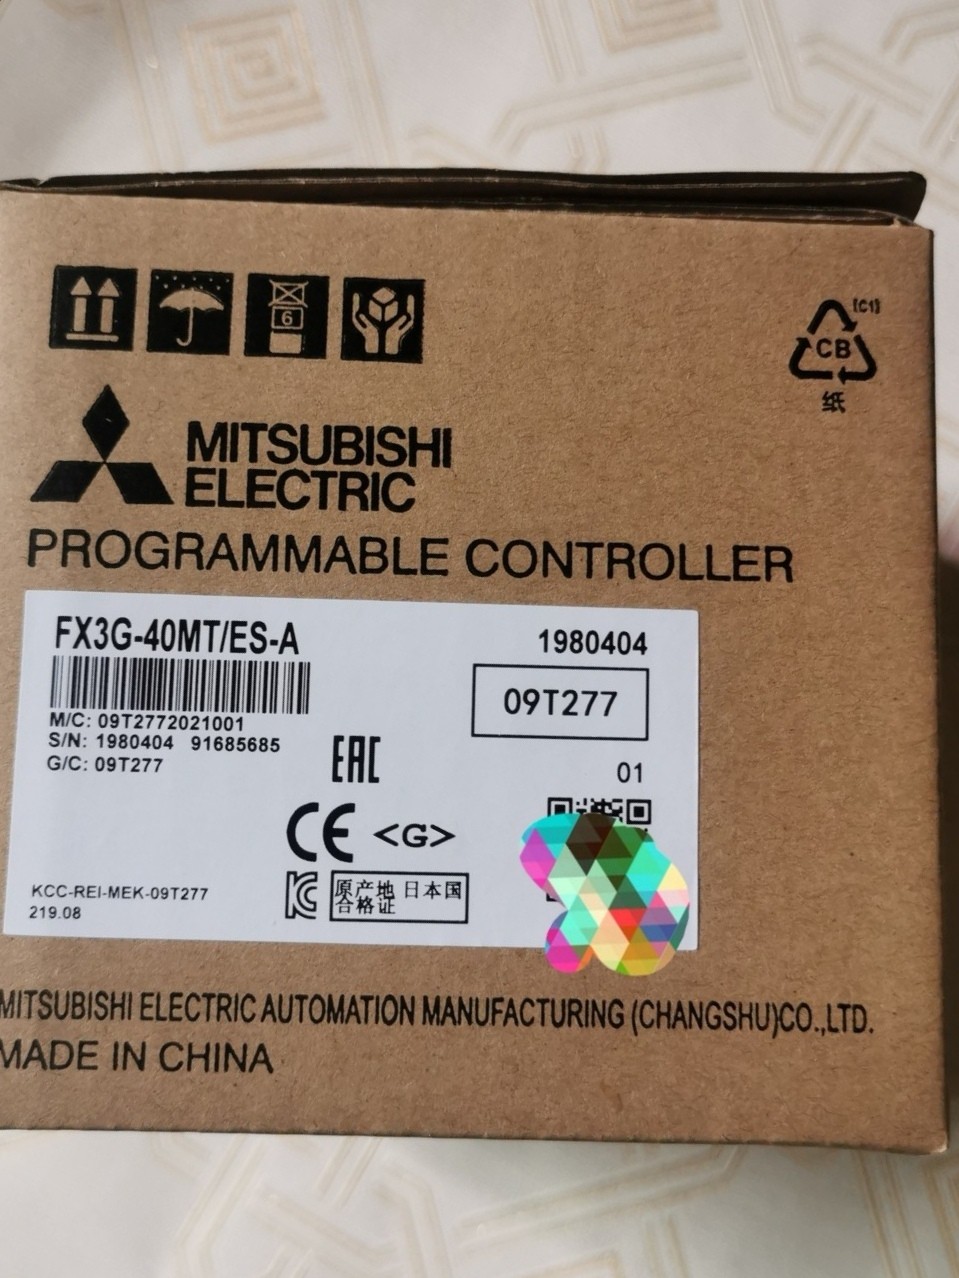 6
[C1]
CB
纸
MITSUBISHI
ELECTRIC
PROGRAMMABLE CONTROLLER
FX3G-40MT/ES-A
1980404
09T277
M/C: 09T2772021001
S/N: 1980404 91685685
G/C: 09T277
EAC
01
CE <G>
KCC-REI-MEK-09T277
219.08
KC
原产地 日本国
合格证
MITSUBISHI ELECTRIC AUTOMATION MANUFACTURING (CHANGSHU)CO.,LTD.
MADE IN CHINA